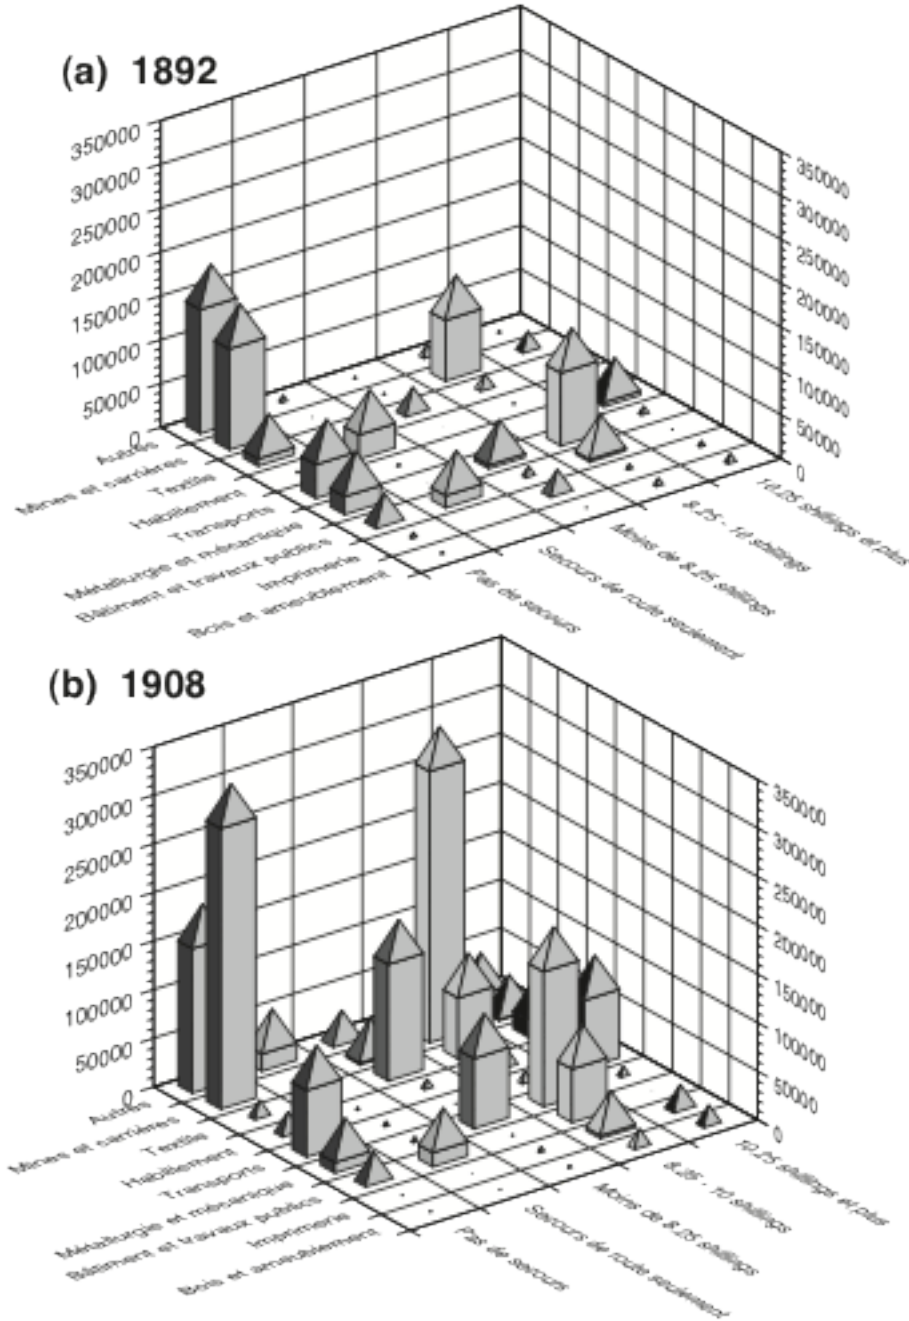 (a) 1892
350000
300000
250000
200000
150000
100000
50000
0
350000
300000
250000
200000
150000
100000
50000
0
Autres
Mines et carrières
Textile
Habillement
Transports
Métallurgie et mécanique
Bâtiment et travaux publics
Imprimerie
Bois et ameublement
Pas de secours
Secours de route seulement
Moins de 8.25 shillings
8.25 - 10 shillings
10.25 shillings et plus
(b) 1908
350000
300000
250000
200000
150000
100000
50000
0
350000
300000
250000
200000
150000
100000
50000
0
Autres
Mines et carrières
Textile
Habillement
Transports
Métallurgie et mécanique
Bâtiment et travaux publics
Imprimerie
Bois et ameublement
Pas de secours
Secours de route seulement
Moins de 8.25 shillings
8.25 - 10 shillings
10.25 shillings et plus